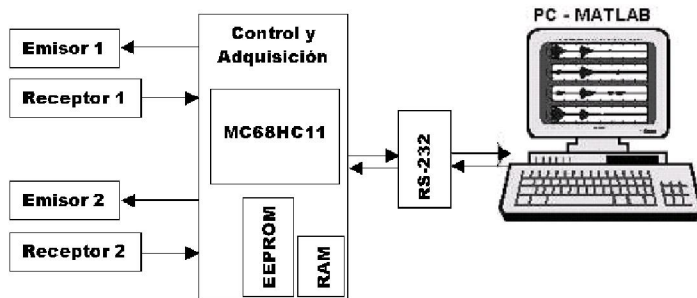 PC - MATLAB
Control y
Adquisición
Emisor 1
Receptor 1
MC68HC11
RS-232
Emisor 2
Receptor 2
EEPROM
RAM